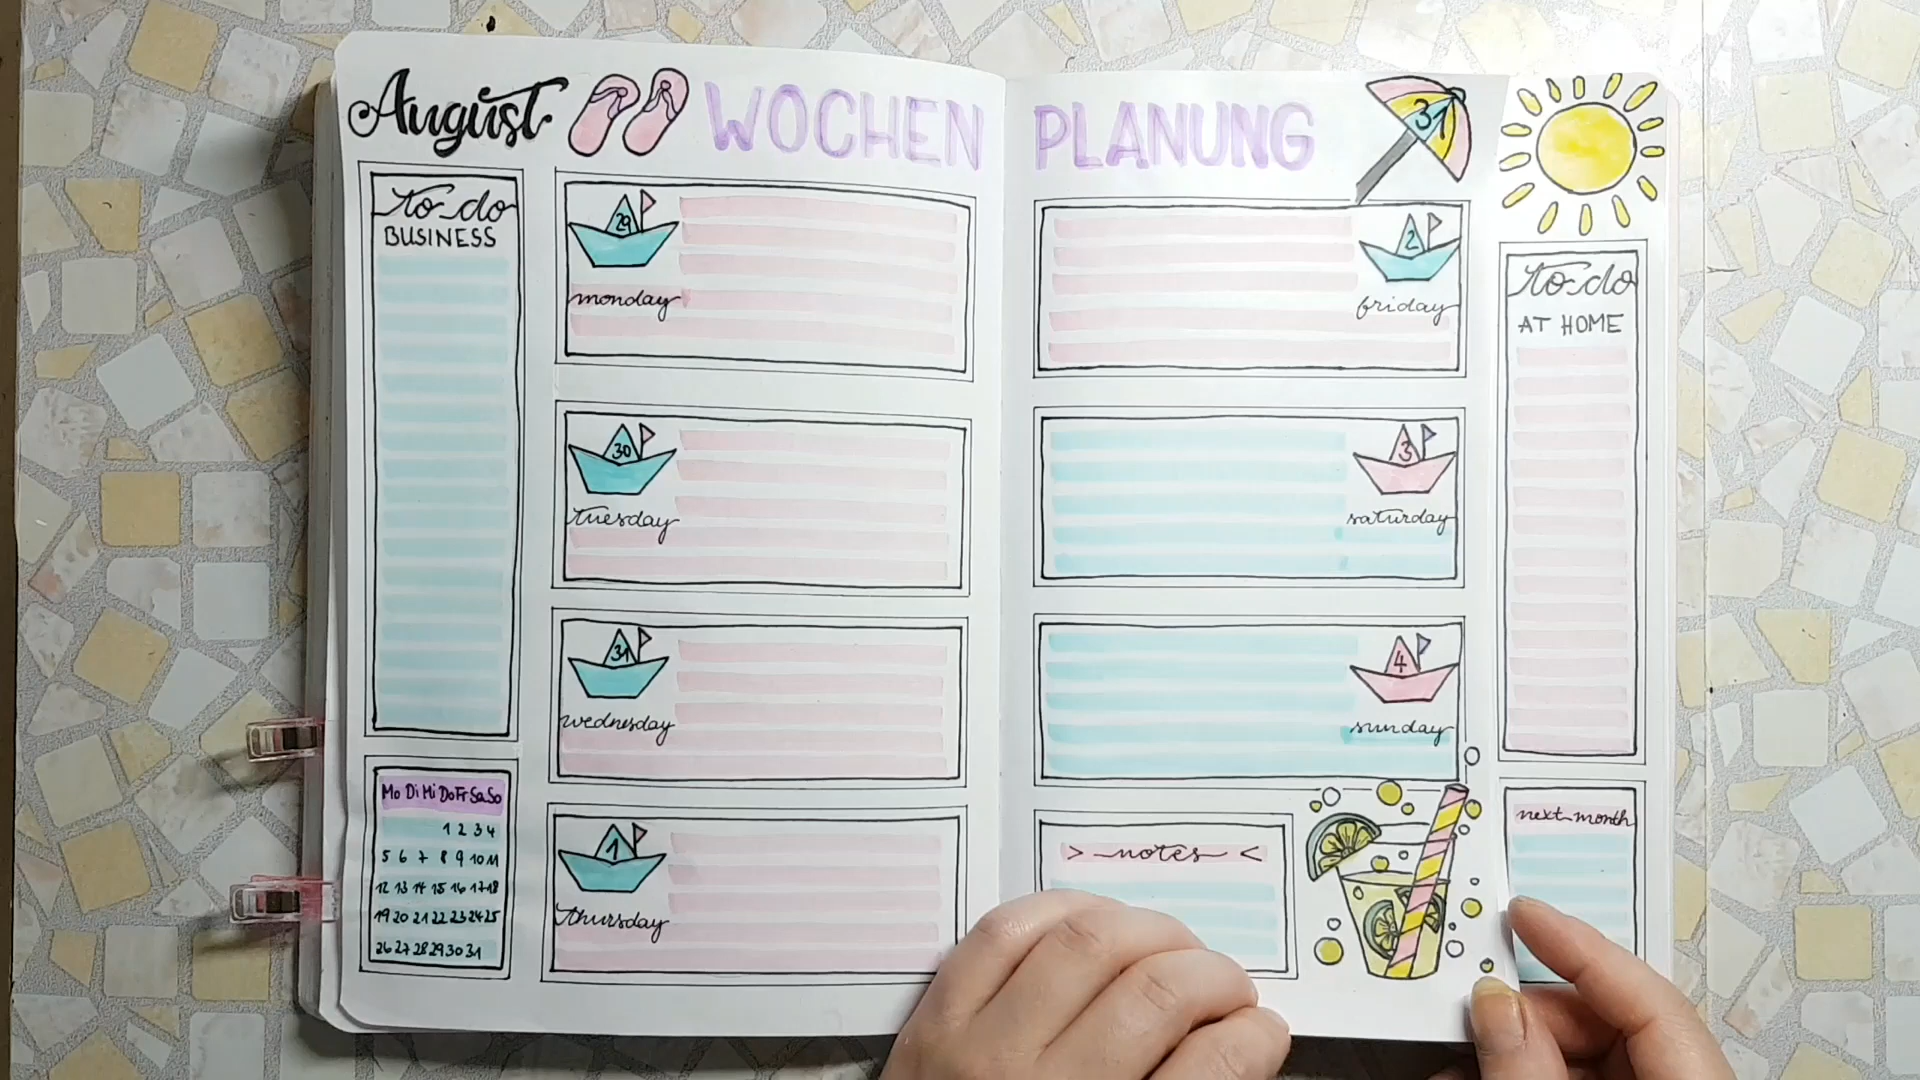 August WOCHEN PLANUNG 31
to-do
BUSINESS
Mo Di Mi Do Fr Sa So
1 2 3 4
5 6 7 8 9 10 11
12 13 14 15 16 17 18
19 20 21 22 23 24 25
26 27 28 29 30 31
29
monday
30
tuesday
31
wednesday
1
thursday
2
friday
3
saturday
4
sunday
> notes <
to-do
AT HOME
next month